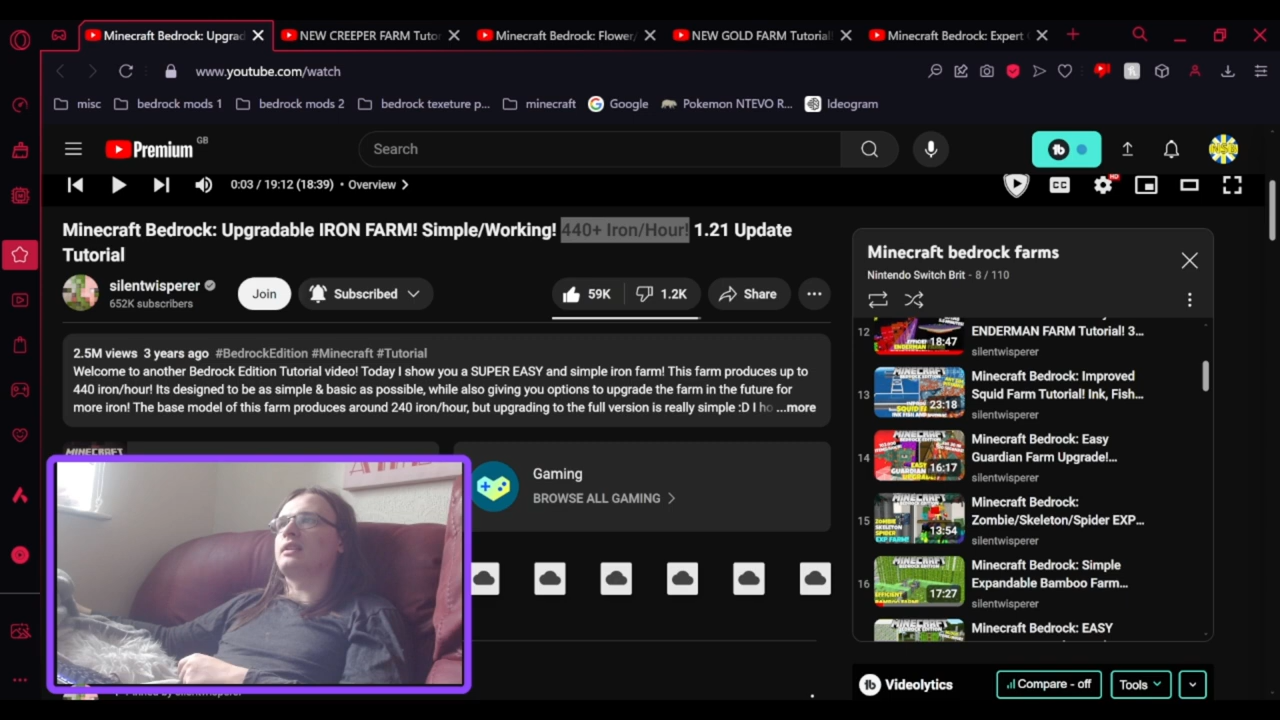 Minecraft Bedrock: Upgrad
NEW CREEPER FARM Tutor
Minecraft Bedrock: Flower/
NEW GOLD FARM Tutorial
Minecraft Bedrock: Expert
www.youtube.com/watch
misc
bedrock mods 1
bedrock mods 2
bedrock texeture p...
minecraft
Google
Pokemon NTEVO R...
Ideogram
Premium GB
Search
0:03 / 19:12 (18:39) • Overview
CC
HD
Minecraft Bedrock: Upgradable IRON FARM! Simple/Working! 440+ Iron/Hour! 1.21 Update
Tutorial
silentwisperer
652K subscribers
Join
Subscribed
59K
1.2K
Share
2.5M views 3 years ago #BedrockEdition #Minecraft #Tutorial
Welcome to another Bedrock Edition Tutorial video! Today I show you a SUPER EASY and simple iron farm! This farm produces up to
440 iron/hour! Its designed to be as simple & basic as possible, while also giving you options to upgrade the farm in the future for
more iron! The base model of this farm produces around 240 iron/hour, but upgrading to the full version is really simple :D I ho ...more
MINECRAFT
Gaming
BROWSE ALL GAMING
Minecraft bedrock farms
Nintendo Switch Brit - 8 / 110
12
18:47
ENDERMAN FARM Tutorial! 3...
silentwisperer
13
23:18
Minecraft Bedrock: Improved
Squid Farm Tutorial! Ink, Fish...
silentwisperer
14
16:17
Minecraft Bedrock: Easy
Guardian Farm Upgrade!...
silentwisperer
15
13:54
Minecraft Bedrock:
Zombie/Skeleton/Spider EXP...
silentwisperer
16
17:27
Minecraft Bedrock: Simple
Expandable Bamboo Farm...
silentwisperer
Minecraft Bedrock: EASY
Videolytics
Compare - off
Tools